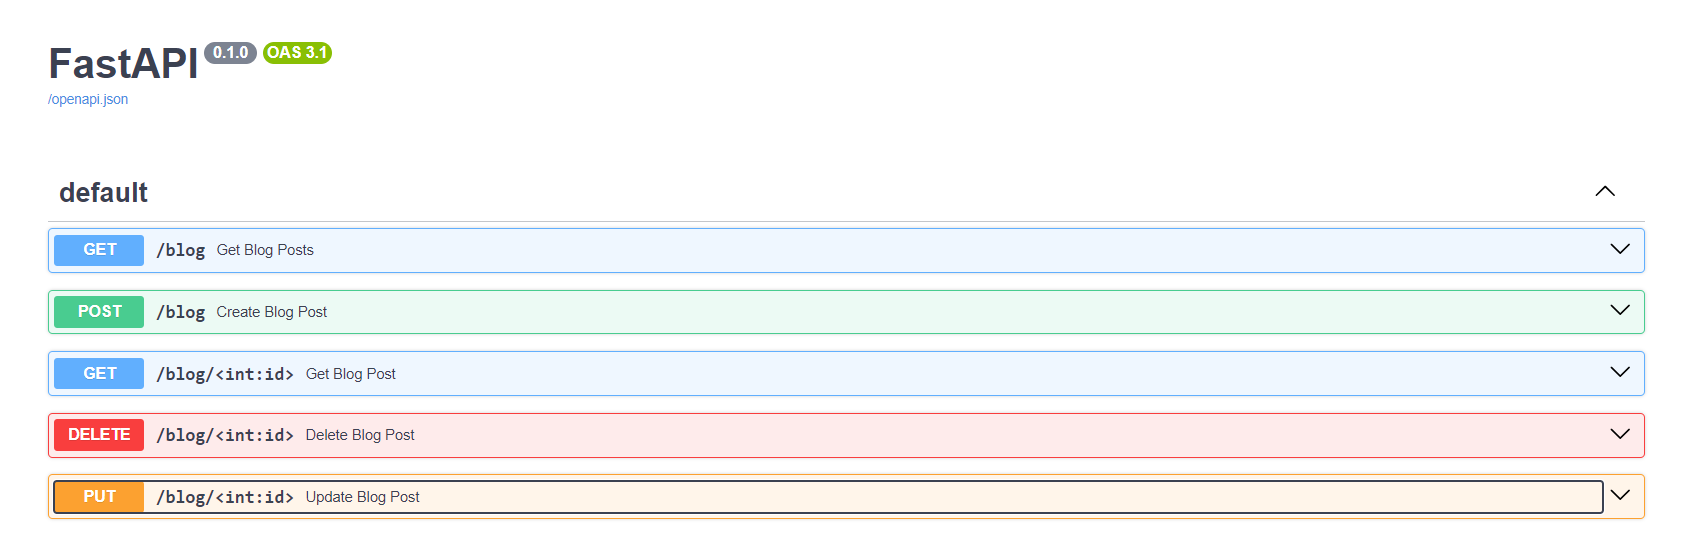 FastAPI 0.1.0 OAS 3.1
/openapi.json
default
GET /blog Get Blog Posts
POST /blog Create Blog Post
GET /blog/<int:id> Get Blog Post
DELETE /blog/<int:id> Delete Blog Post
PUT /blog/<int:id> Update Blog Post